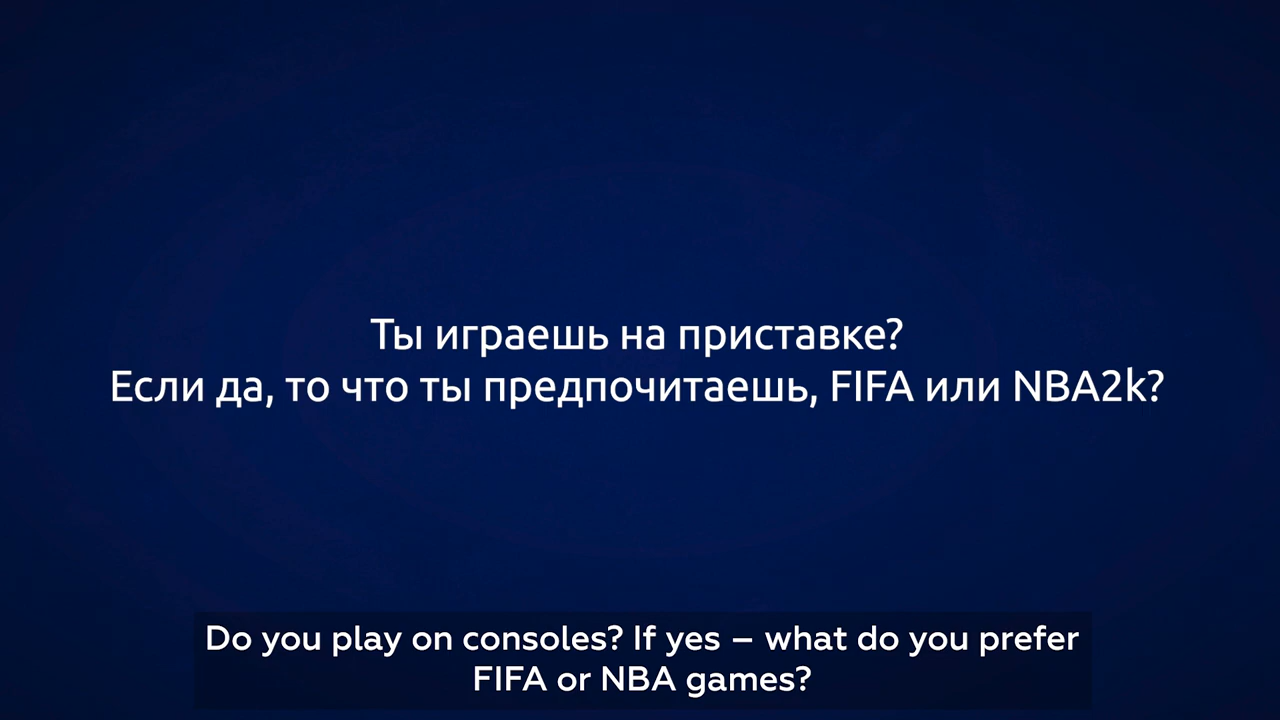 Ты играешь на приставке?
Если да, то что ты предпочитаешь, FIFA или NBA2k?
Do you play on consoles? If yes – what do you prefer
FIFA or NBA games?